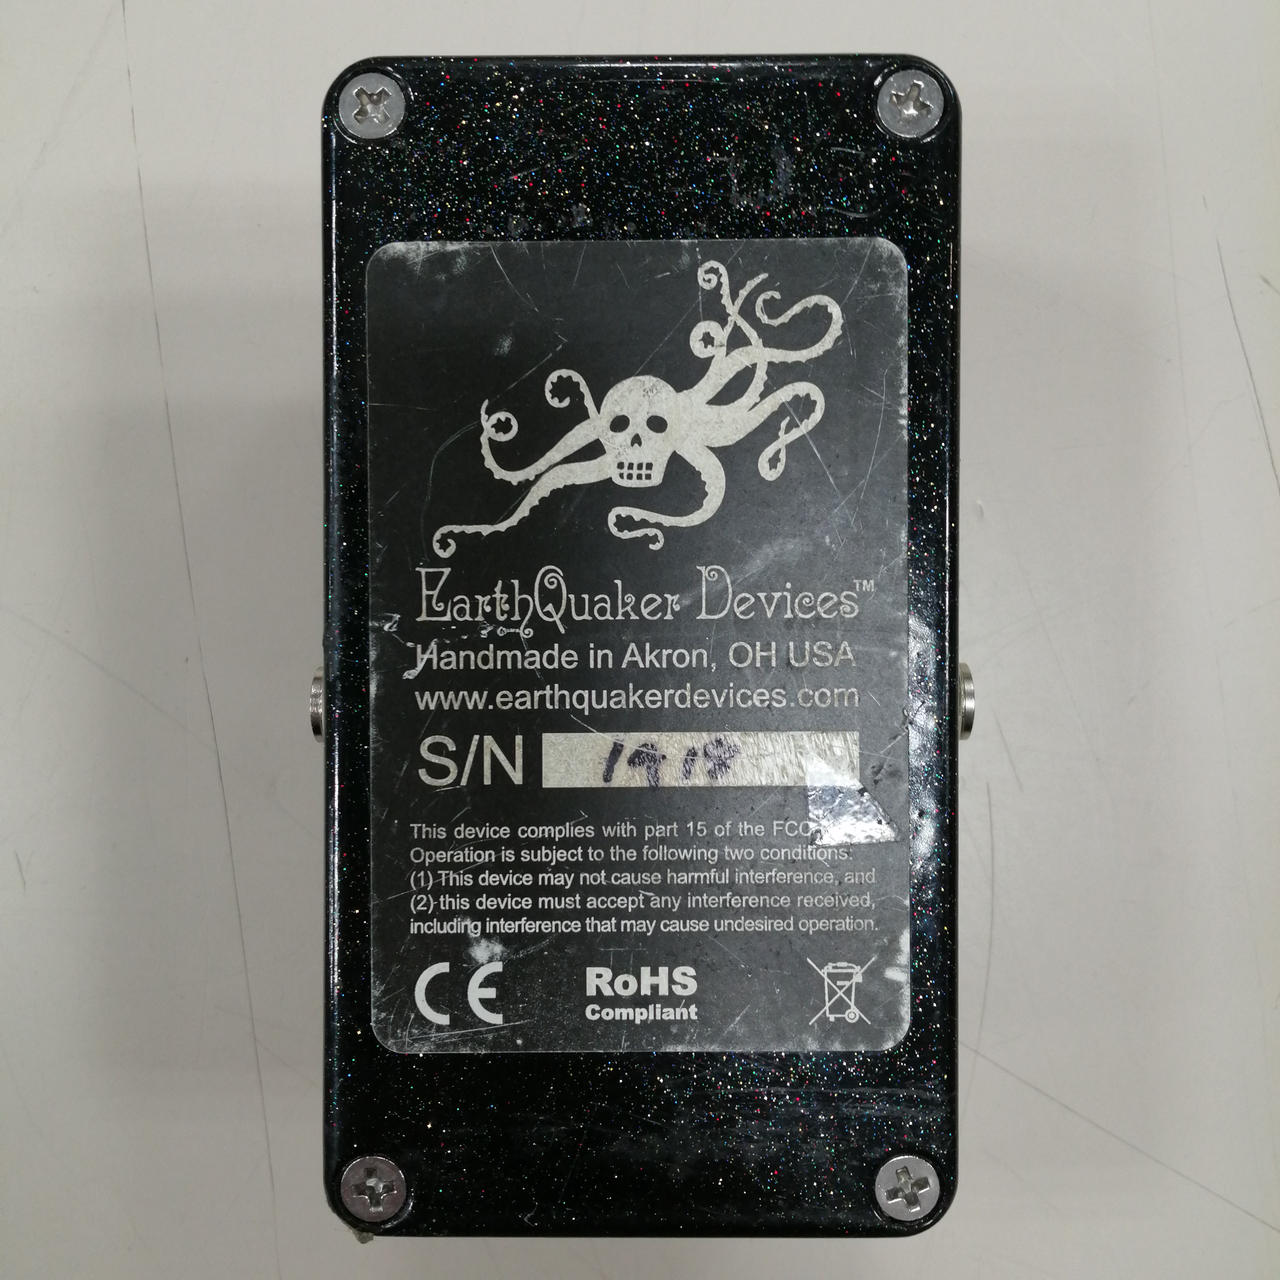 EarthQuaker Devices™
Handmade in Akron, OH USA
www.earthquakerdevices.com
S/N 1918
This device complies with part 15 of the FCC
Operation is subject to the following two conditions:
(1) This device may not cause harmful interference, and
(2) this device must accept any interference received,
including interference that may cause undesired operation.
CE
RoHS
Compliant